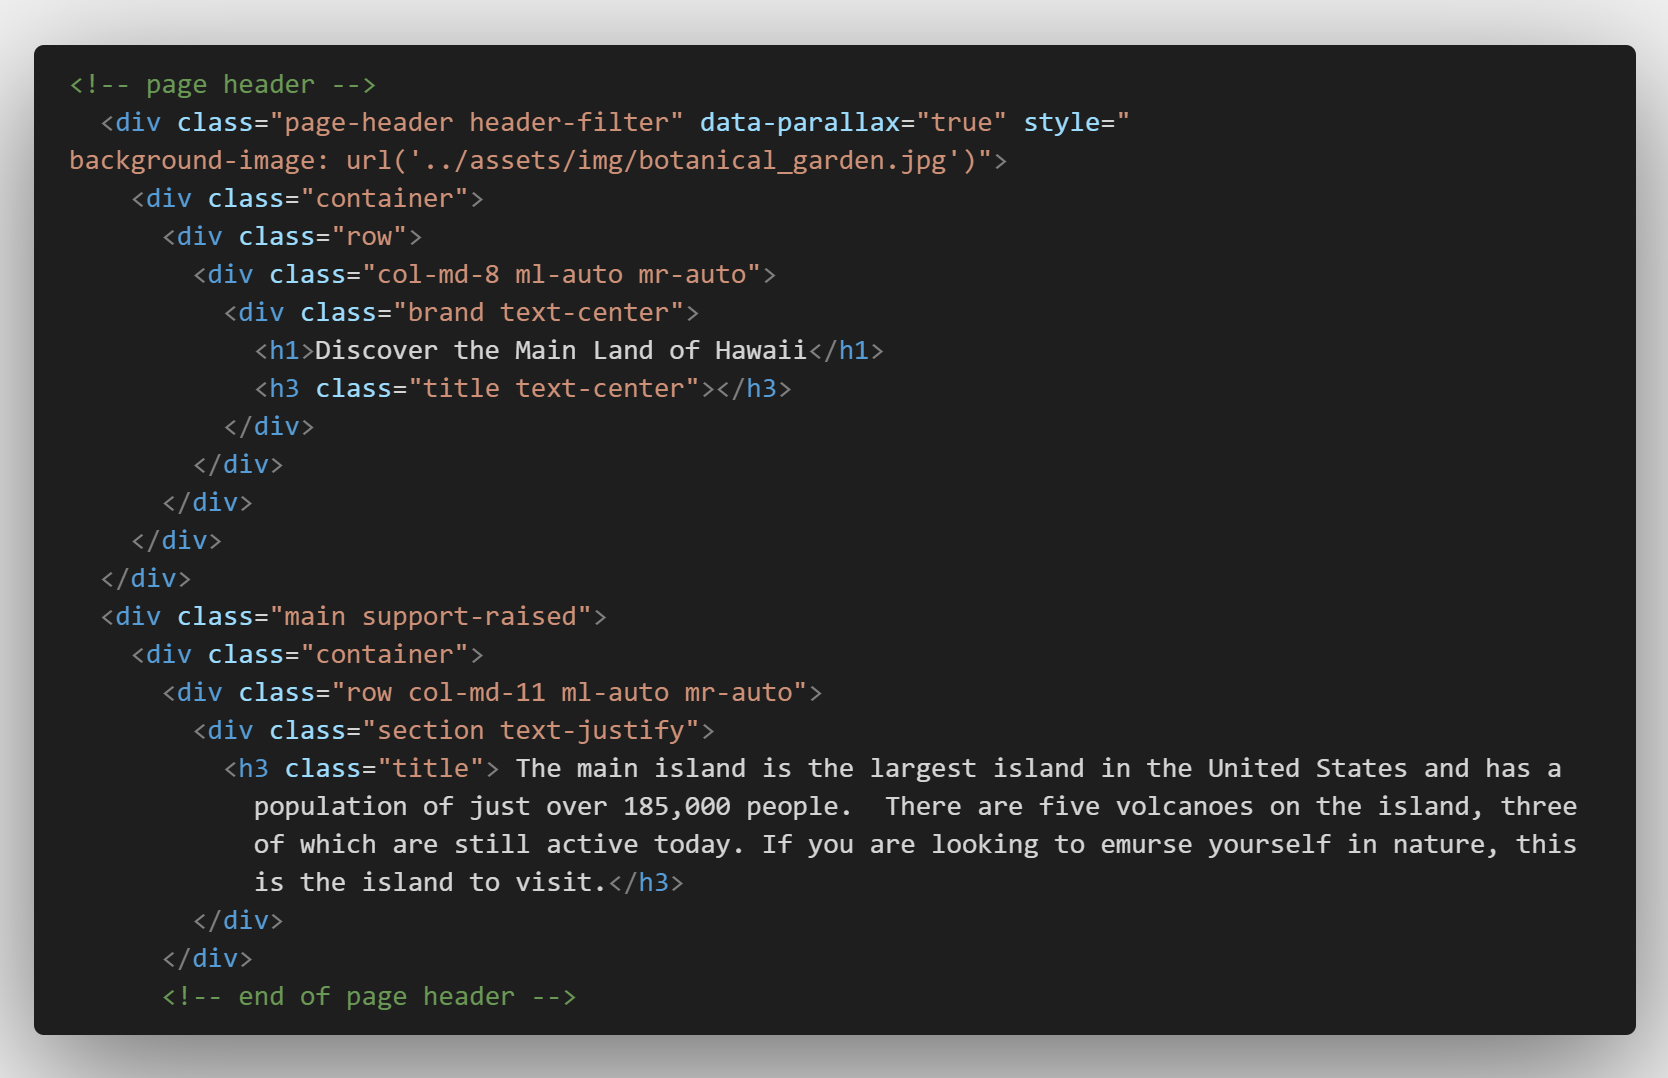 <!-- page header -->
  <div class="page-header header-filter" data-parallax="true" style="
background-image: url('../assets/img/botanical_garden.jpg')">
    <div class="container">
      <div class="row">
        <div class="col-md-8 ml-auto mr-auto">
          <div class="brand text-center">
            <h1>Discover the Main Land of Hawaii</h1>
            <h3 class="title text-center"></h3>
          </div>
        </div>
      </div>
    </div>
  </div>
  <div class="main support-raised">
    <div class="container">
      <div class="row col-md-11 ml-auto mr-auto">
        <div class="section text-justify">
          <h3 class="title"> The main island is the largest island in the United States and has a
            population of just over 185,000 people.  There are five volcanoes on the island, three
            of which are still active today. If you are looking to emurse yourself in nature, this
            is the island to visit.</h3>
        </div>
      </div>
      <!-- end of page header -->